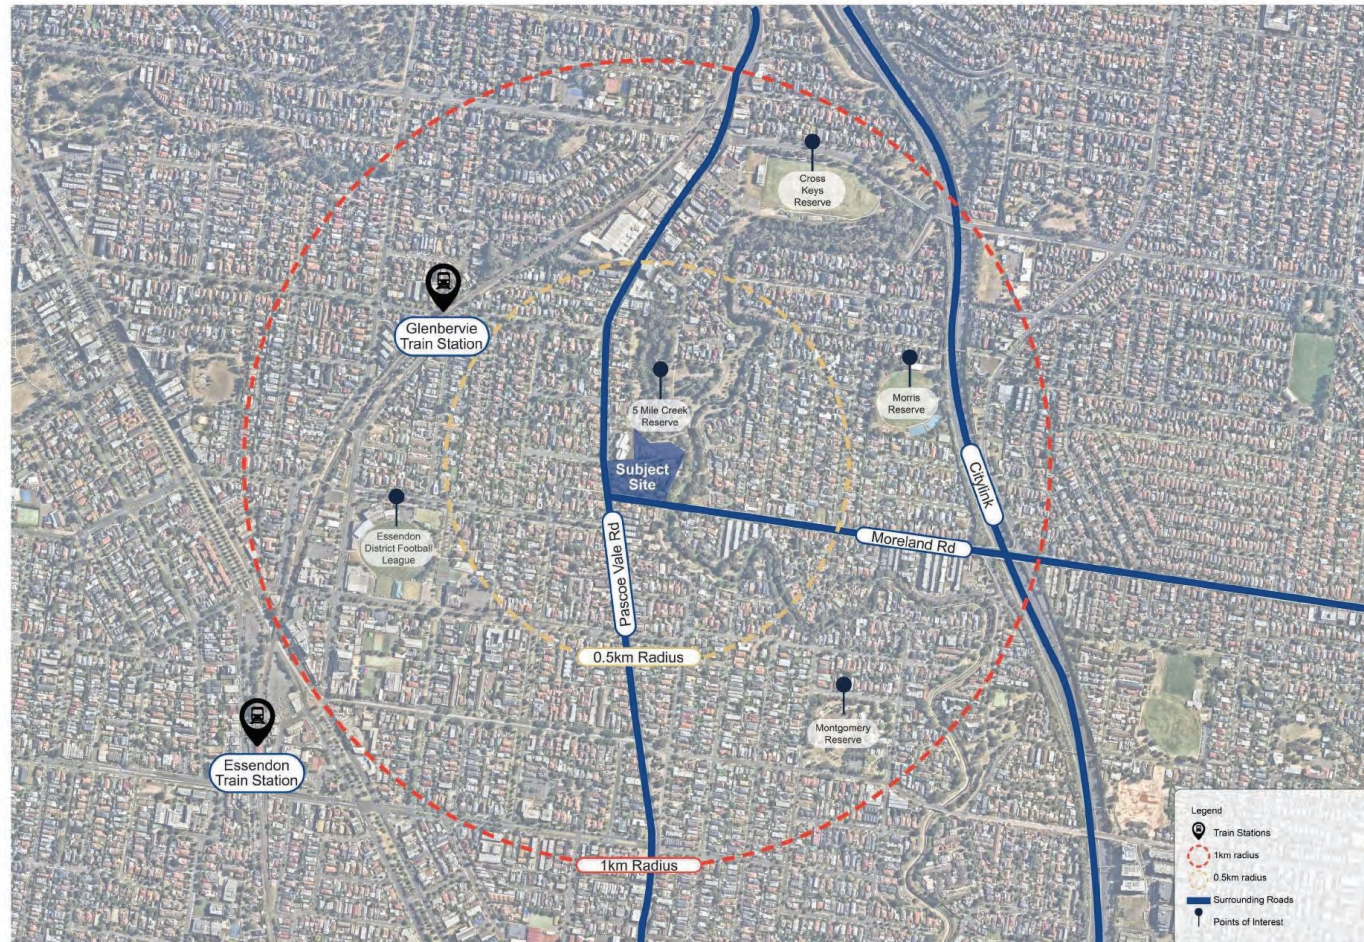 Cross
Keys
Reserve
Glenbervie
Train Station
5 Mile Creek
Reserve
Morris
Reserve
Subject
Site
Citylink
Essendon
District Football
League
Pascoe Vale Rd
Moreland Rd
0.5km Radius
Montgomery
Reserve
Essendon
Train Station
1km Radius
Legend
Train Stations
1km radius
0.5km radius
Surrounding Roads
Points of Interest